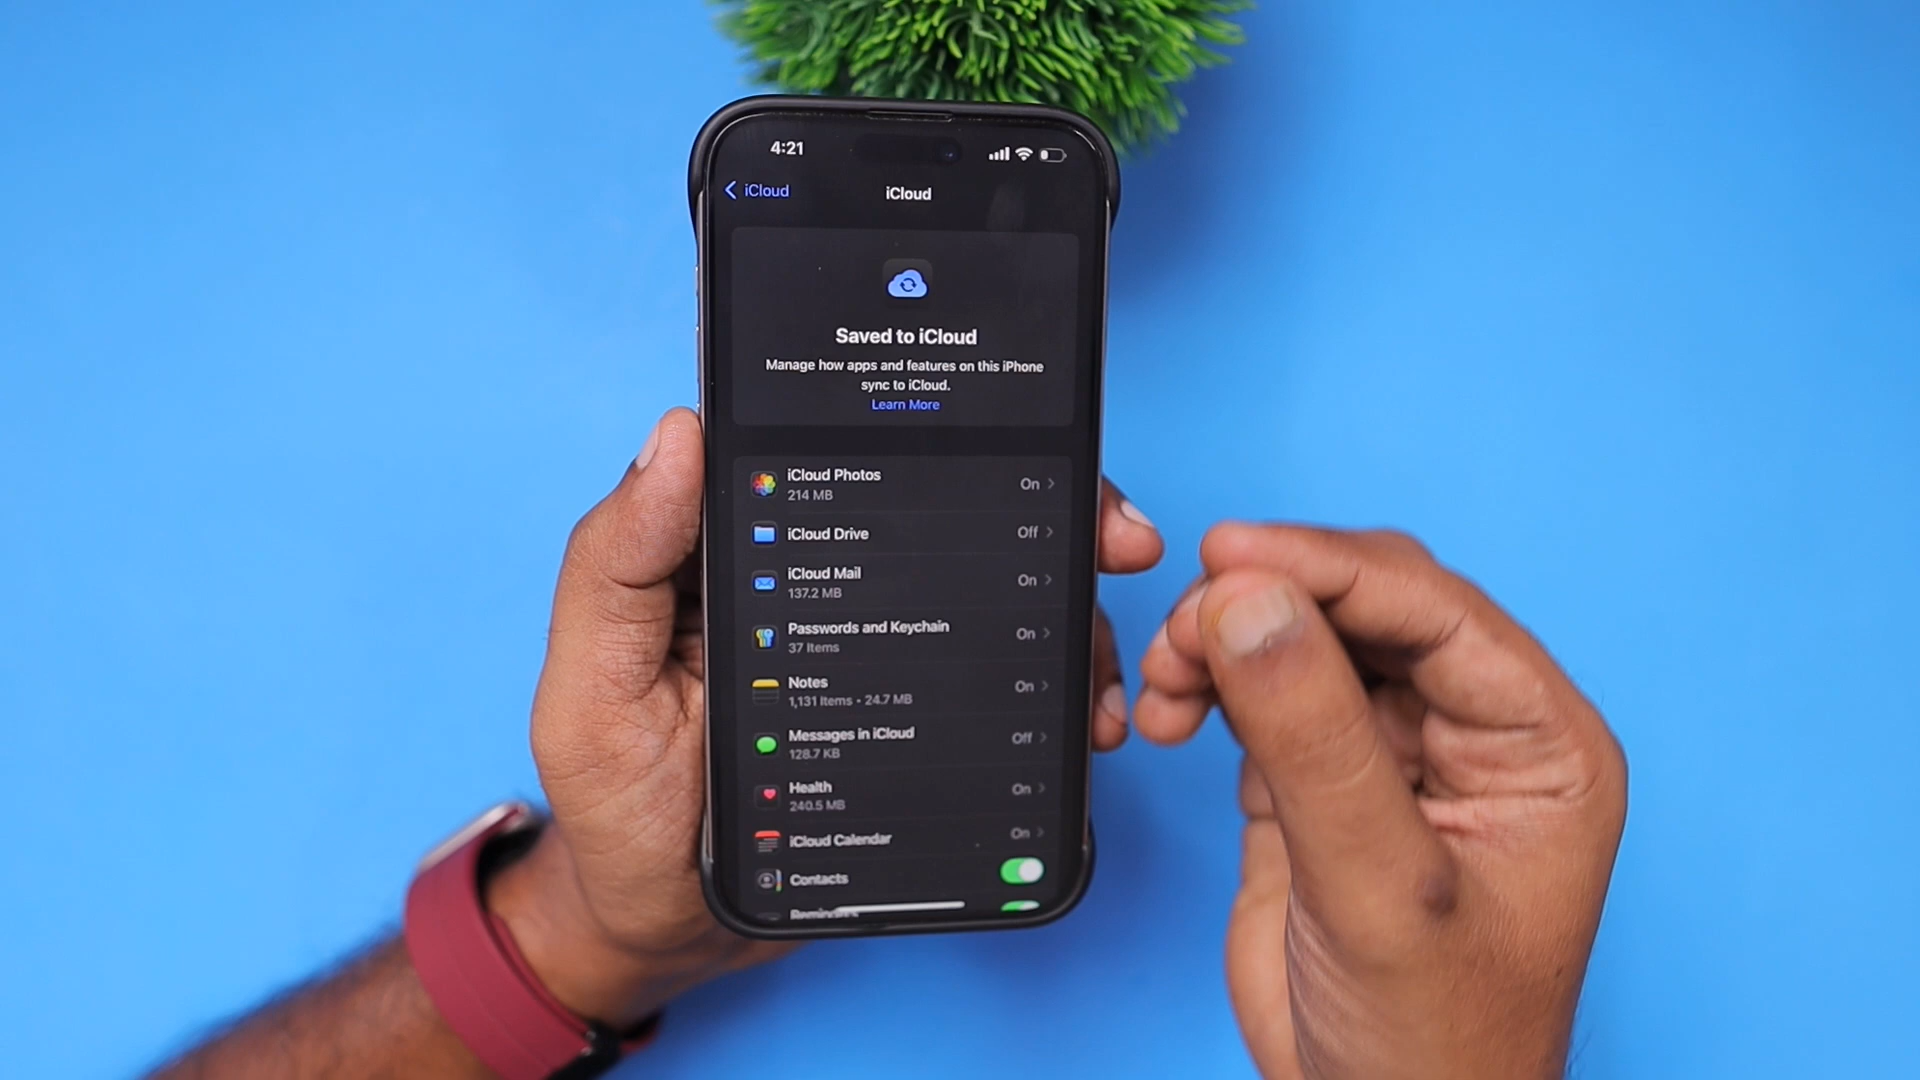 4:21
iCloud
iCloud
Saved to iCloud
Manage how apps and features on this iPhone
sync to iCloud.
Learn More
iCloud Photos
214 MB
On
iCloud Drive
Off
iCloud Mail
137.2 MB
On
Passwords and Keychain
37 Items
On
Notes
1,131 Items • 24.7 MB
On
Messages in iCloud
128.7 KB
Off
Health
240.5 MB
On
iCloud Calendar
On
Contacts
Reminders